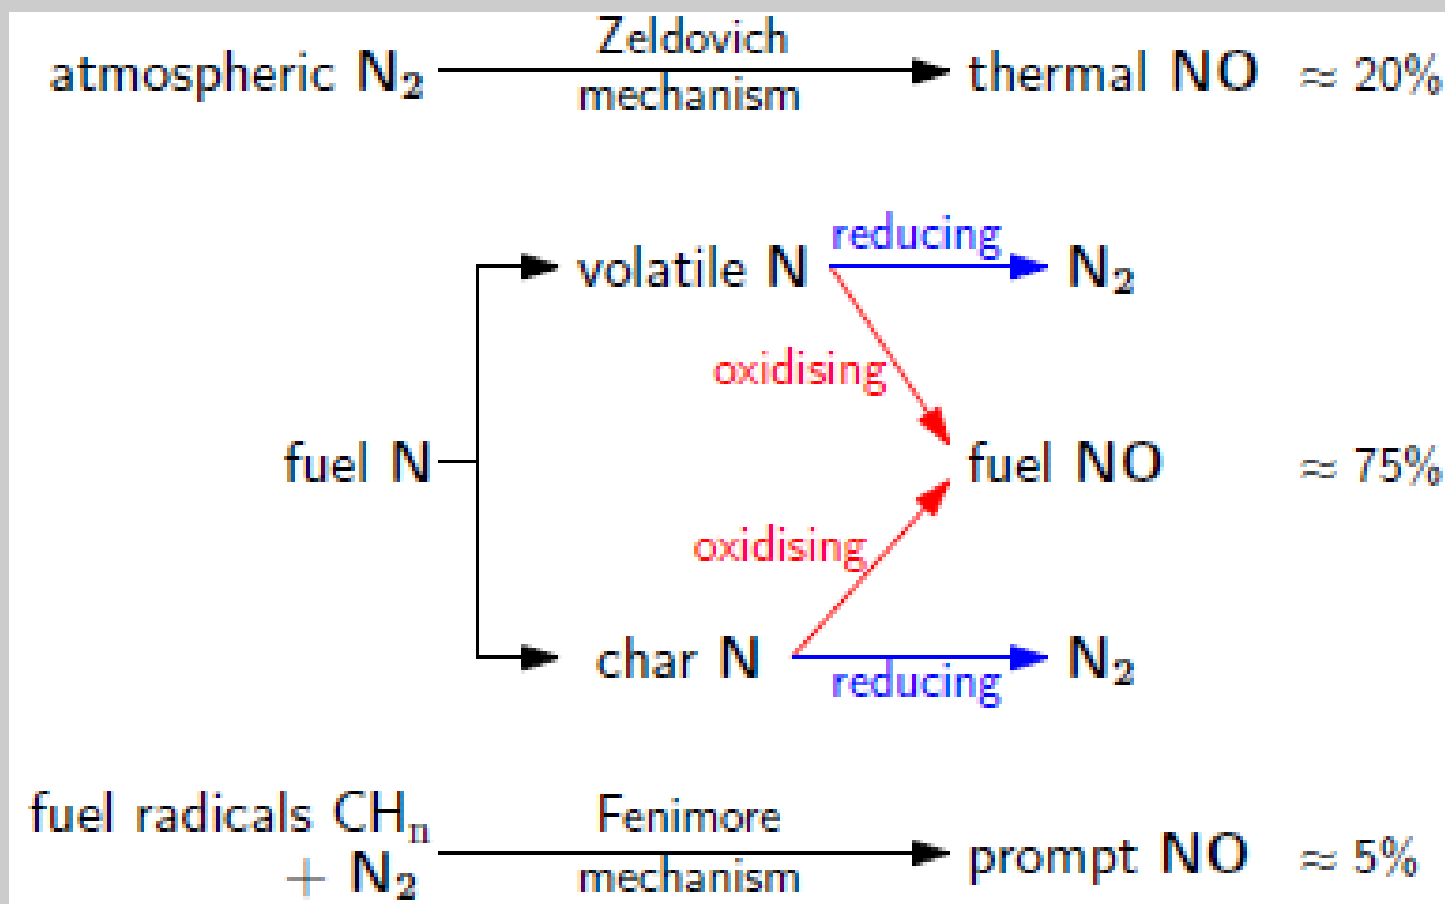 Zeldovich
atmospheric N₂ thermal NO ≈ 20%
mechanism
reducing
volatile N N₂
oxidising
fuel N fuel NO ≈ 75%
oxidising
char N N₂
reducing
fuel radicals CHₙ Fenimore
+ N₂ prompt NO ≈ 5%
mechanism